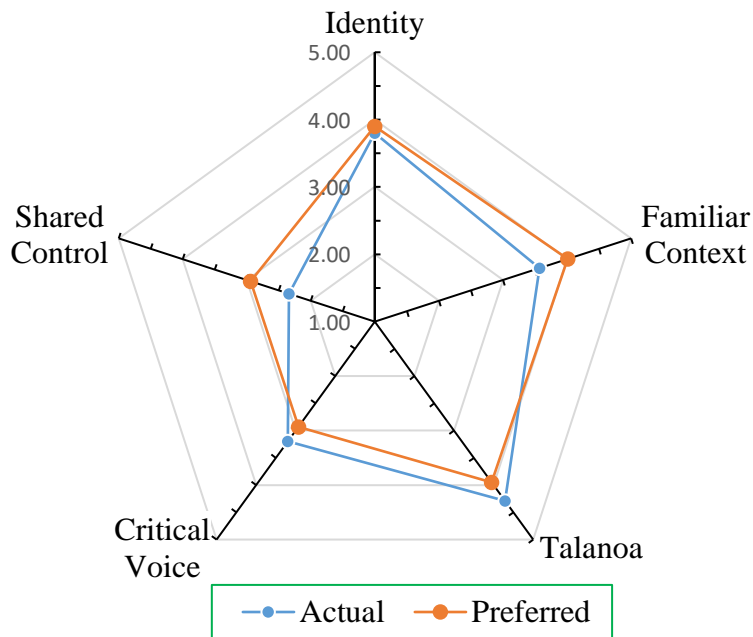 Identity
5.00
4.00
3.00
2.00
1.00
Shared
Control
Familiar
Context
Critical
Voice
Talanoa
Actual
Preferred